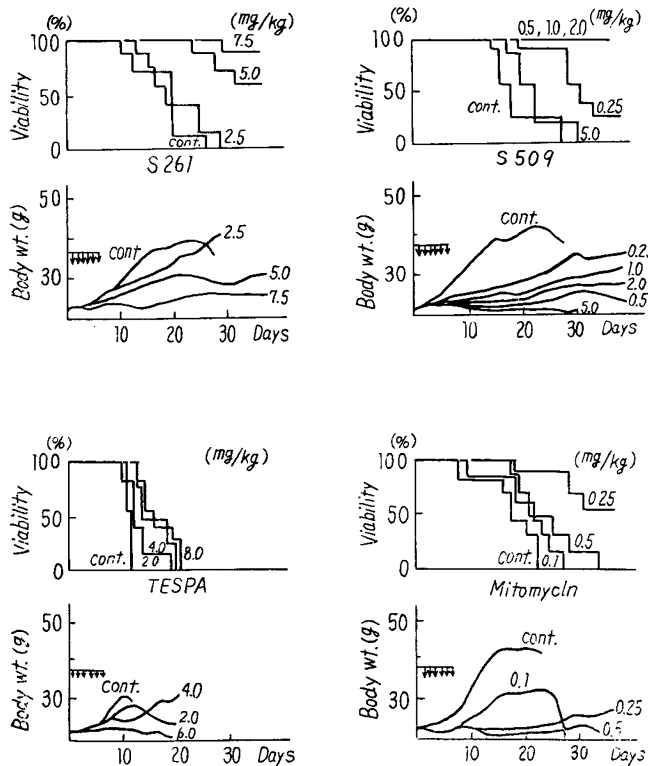 (%)
(mg/kg)
100
7.5
5.0
50
Viability
cont.
2.5
0
S 261
50
Body wt.(g)
cont
2.5
5.0
30
7.5
10
20
30
Days
(%)
(mg/kg)
0.5, 1.0, 2.0
100
50
Viability
cont.
0.25
5.0
0
S 509
50
Body wt.(g)
cont.
0.2
1.0
30
2.0
0.5
5.0
10
20
30
Days
(%)
(mg/kg)
100
50
Viability
cont.
4.0
2.0
8.0
0
TESPA
50
Body wt.(g)
cont.
4.0
30
2.0
6.0
10
20
30
Days
(%)
(mg/kg)
100
0.25
50
Viability
0.5
cont.
0.1
0
Mitomycln
50
Body wt.(g)
cont.
0.1
30
0.25
0.5
10
20
30
Days